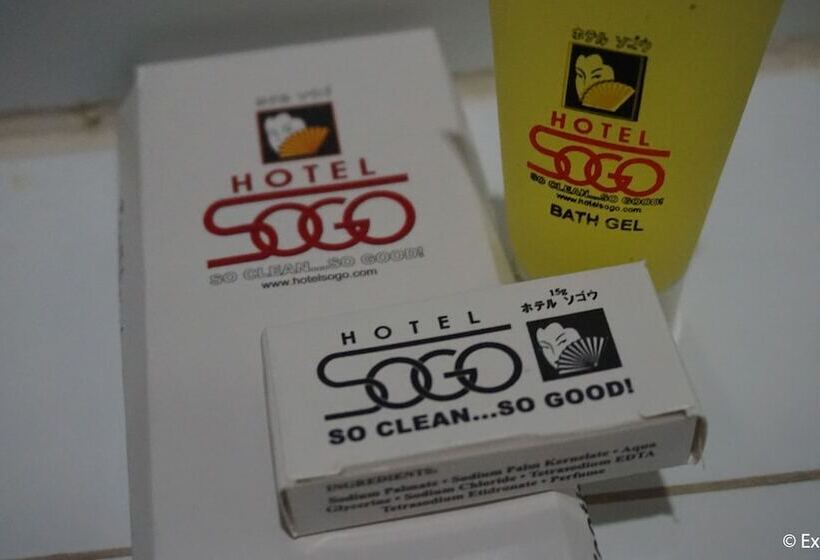 ホテル ソゴウ
HOTEL
SOGO
SO CLEAN....SO GOOD!
www.hotelsogo.com
ホテル ソゴウ
HOTEL
SOGO
SO CLEAN....SO GOOD!
www.hotelsogo.com
BATH GEL
15g
ホテル ソゴウ
HOTEL
SOGO
SO CLEAN...SO GOOD!
INGREDIENTS:
Sodium Palmate • Sodium Palm Kernelate • Aqua
Glycerine • Sodium Chloride • Tetrasodium EDTA
Tetrasodium Etidronate • Perfume
© Ex